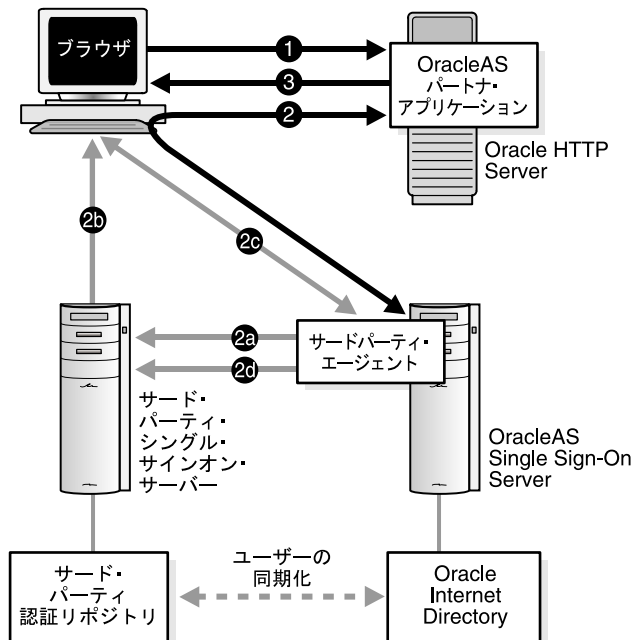 ブラウザ
1
3
2
OracleAS
パートナ・
アプリケーション
Oracle HTTP
Server
2b
2c
2a
2d
サードパーティ・
エージェント
サード・
パーティ・
シングル・
サインオン・
サーバー
OracleAS
Single Sign-On
Server
サード・
パーティ
認証リポジトリ
ユーザーの
同期化
Oracle
Internet
Directory